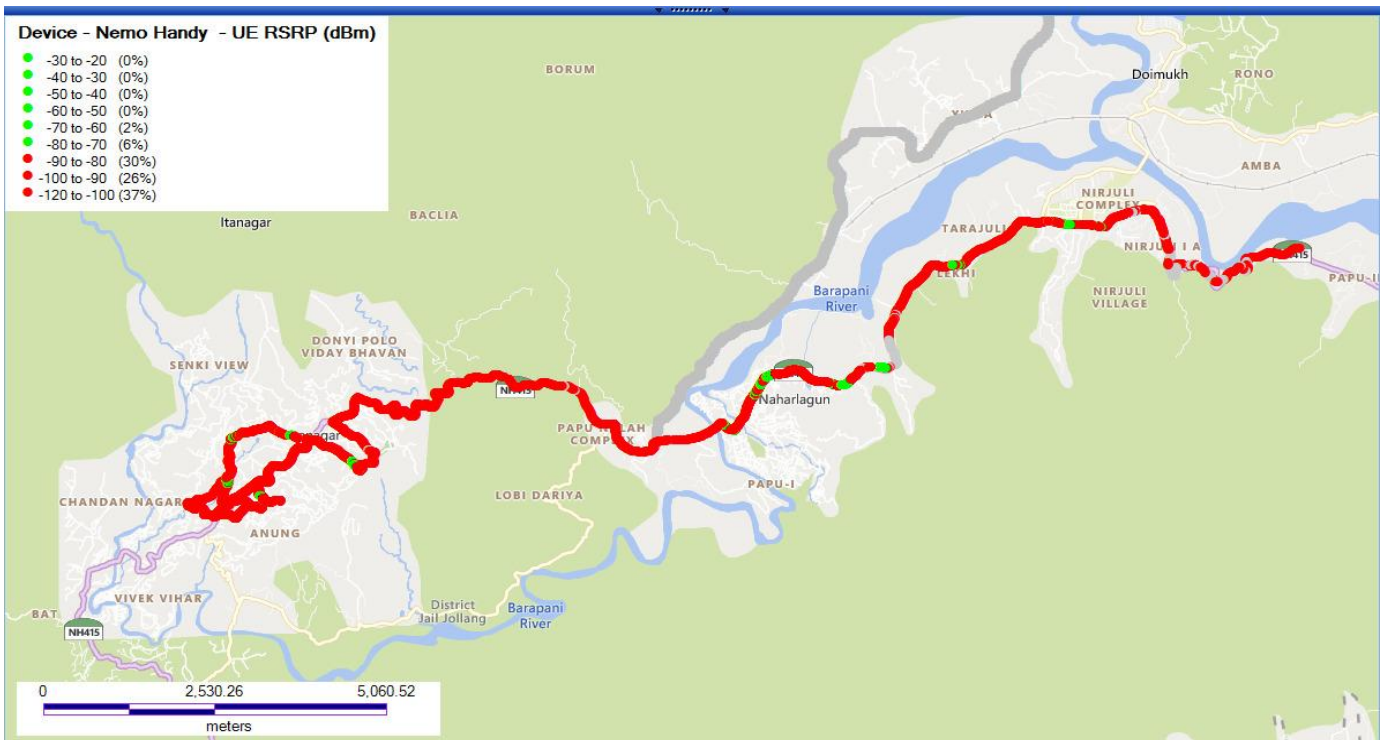 Device - Nemo Handy - UE RSRP (dBm)
-30 to -20 (0%)
-40 to -30 (0%)
-50 to -40 (0%)
-60 to -50 (0%)
-70 to -60 (2%)
-80 to -70 (6%)
-90 to -80 (30%)
-100 to -90 (26%)
-120 to -100 (37%)
BORUM
Doimukh
RONO
AMBA
Itanagar
BACLIA
NIRJULI
COMPLEX
TARAJULI
NIRJULI I A
LEKHI
PAPU-II
NIRJULI
VILLAGE
Barapani
River
DONYI POLO
VIDAY BHAVAN
SENKI VIEW
Naharlagun
PAPU NALAH
COMPLEX
PAPU-I
CHANDAN NAGAR
LOBI DARIYA
ANUNG
VIVEK VIHAR
District
Jail Jollang
Barapani
River
BAT
NH415
0 2,530.26 5,060.52
meters